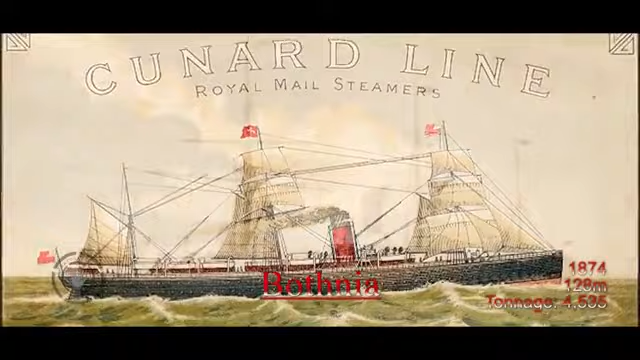 CUNARD LINE
ROYAL MAIL STEAMERS
Bothnia
1874
128m
Tonnage: 4,535